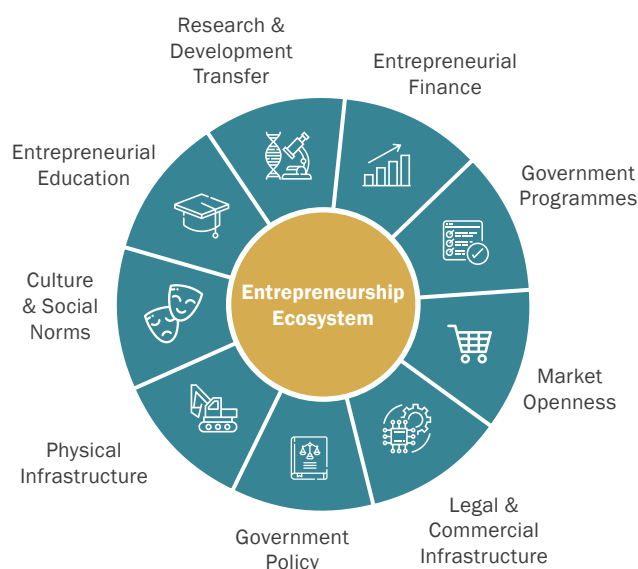 Research &
Development
Transfer
Entrepreneurial
Finance
Government
Programmes
Market
Openness
Legal &
Commercial
Infrastructure
Government
Policy
Physical
Infrastructure
Culture
& Social
Norms
Entrepreneurial
Education
Entrepreneurship
Ecosystem